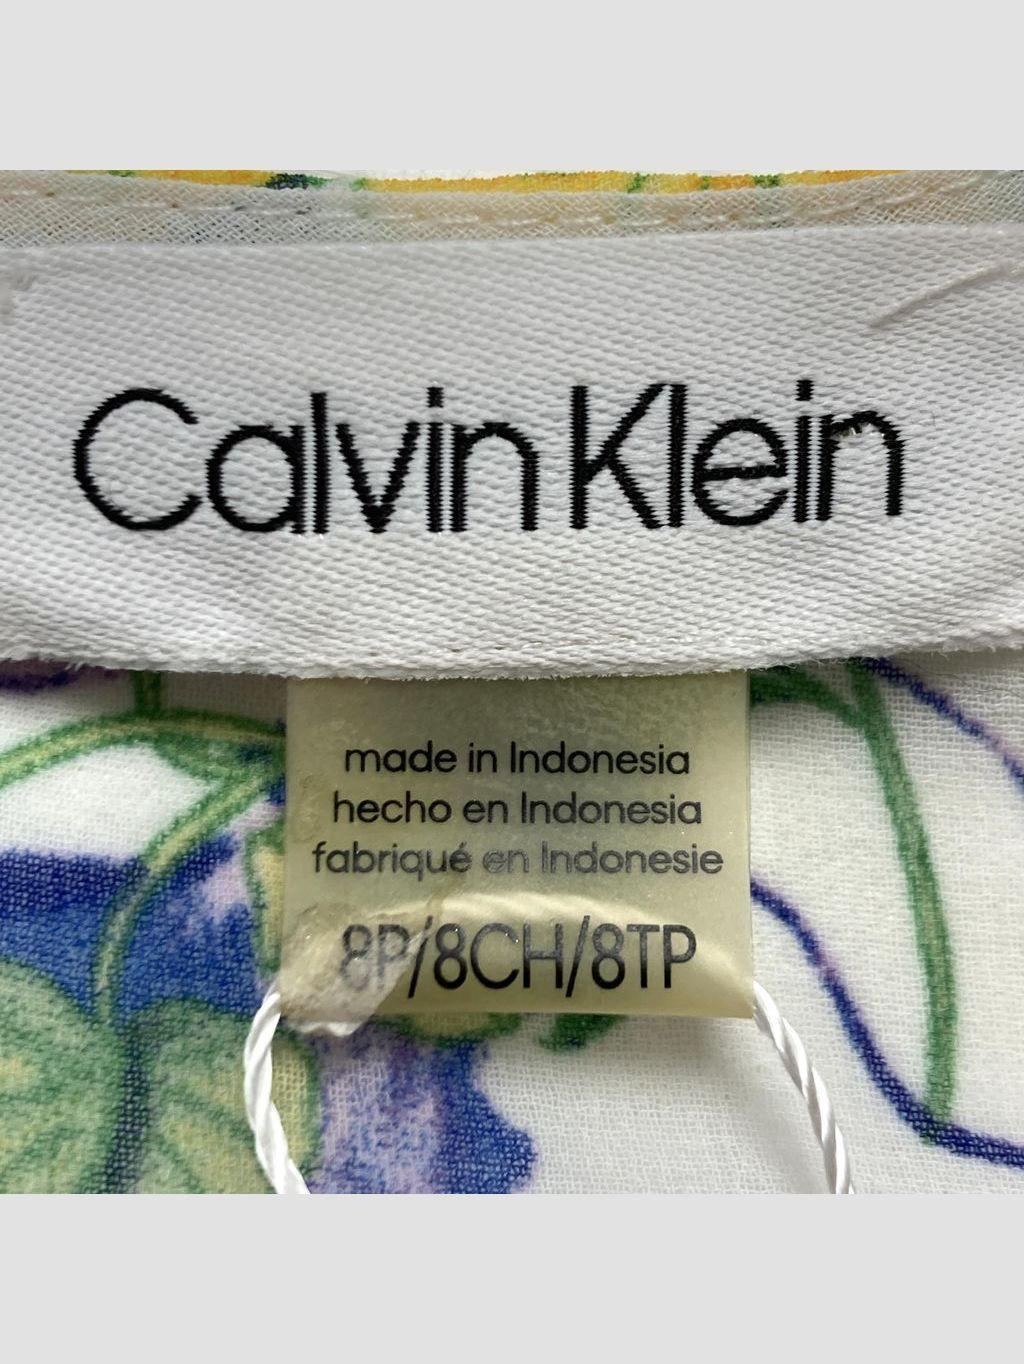 Calvin Klein
made in Indonesia
hecho en Indonesia
fabriqué en Indonesie
8P/8CH/8TP